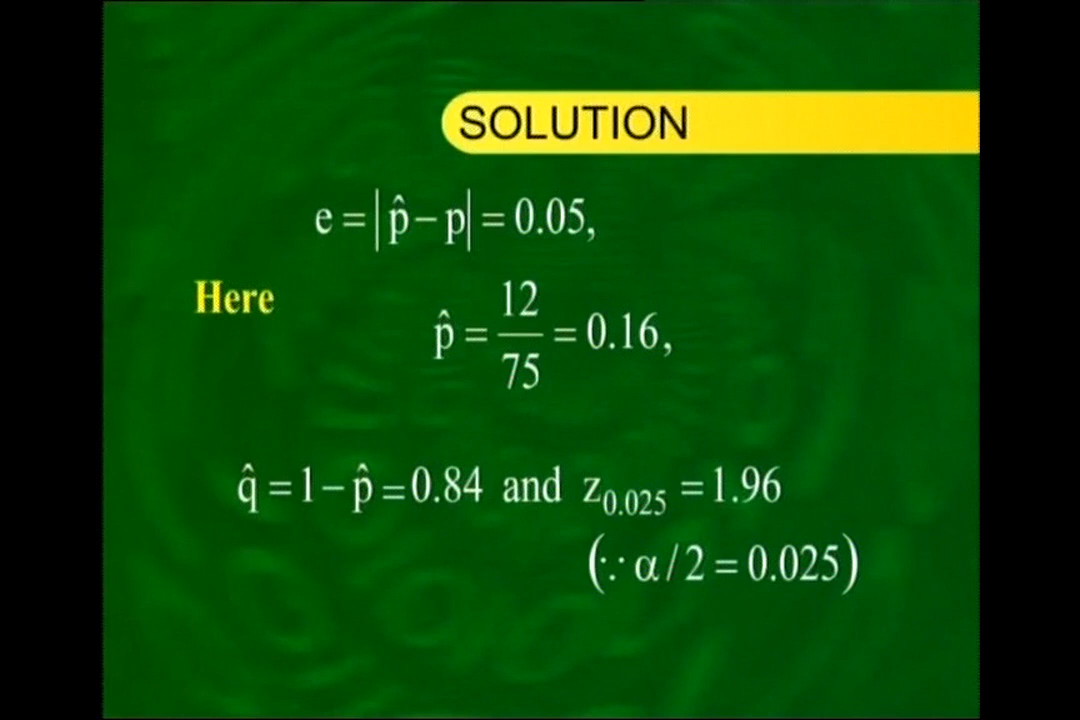 SOLUTION
e = |p̂ − p| = 0.05,
Here
p̂ = 12/75 = 0.16,
q̂ = 1 − p̂ = 0.84 and z₀.₀₂₅ = 1.96
(∵ α / 2 = 0.025)